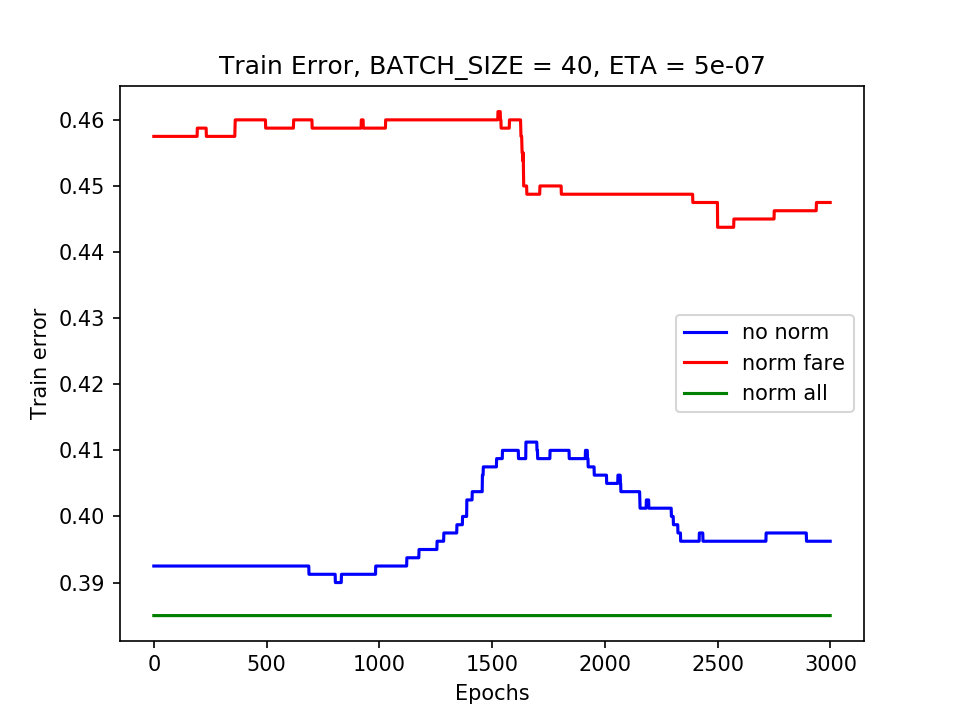 Train Error, BATCH_SIZE = 40, ETA = 5e-07
Train error
0.46
0.45
0.44
0.43
0.42
0.41
0.40
0.39
no norm
norm fare
norm all
0 500 1000 1500 2000 2500 3000
Epochs